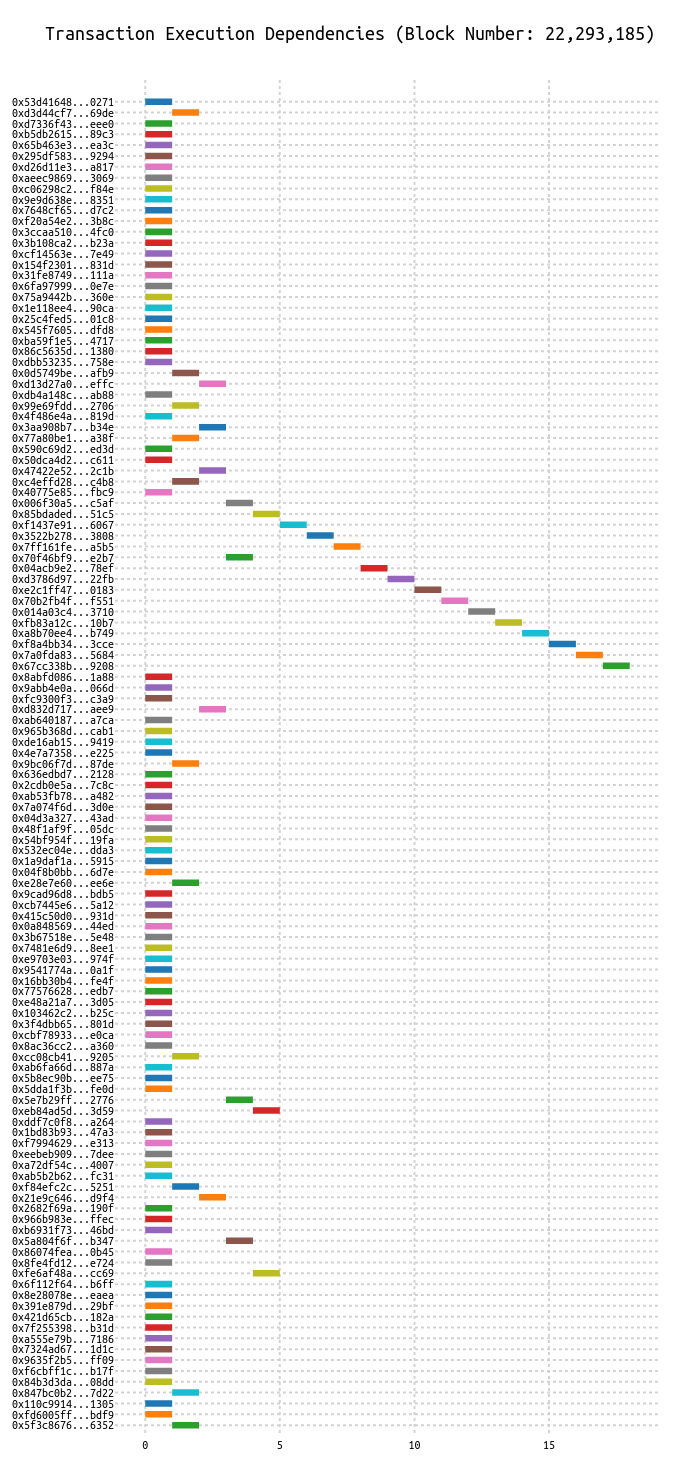 Transaction Execution Dependencies (Block Number: 22,293,185)
0x53d41648...0271
0xd3d44cf7...69de
0xd7336f43...eee0
0xb5db2615...89c3
0x65b463e3...ea3c
0x295df583...9294
0xd26d11e3...a817
0xaeec9869...3069
0xc06298c2...f84e
0x9e9d638e...8351
0x7648cf65...d7c2
0xf20a54e2...3b8c
0x3ccaa510...4fc0
0x3b108ca2...b23a
0xcf14563e...7e49
0x154f2301...831d
0x31fe8749...111a
0x6fa97999...0e7e
0x75a9442b...360e
0x1e118ee4...90ca
0x25c4fed5...01c8
0x545f7605...dfd8
0xba59f1e5...4717
0x86c5635d...1380
0xdbb53235...758e
0x0d5749be...afb9
0xd13d27a0...effc
0xdb4a148c...ab88
0x99e69fdd...2706
0x4f486e4a...819d
0x3aa908b7...b34e
0x77a80be1...a38f
0x590c69d2...ed3d
0x50dca4d2...c611
0x47422e52...2c1b
0xc4effd28...c4b8
0x40775e85...fbc9
0x006f30a5...c5af
0x85bdaded...51c5
0xf1437e91...6067
0x3522b278...3808
0x7ff161fe...a5b5
0x70f46bf9...e2b7
0x04acb9e2...78ef
0xd3786d97...22fb
0xe2c1ff47...0183
0x70b2fb4f...f551
0x014a03c4...3710
0xfb83a12c...10b7
0xa8b70ee4...b749
0xf8a4bb34...3cce
0x7a0fda83...5684
0x67cc338b...9208
0x8abfd086...1a88
0x9abb4e0a...066d
0xfc9300f3...c3a9
0xd832d717...aee9
0xab640187...a7ca
0x965b368d...cab1
0xde16ab15...9419
0x4e7a7358...e225
0x9bc06f7d...87de
0x636edbd7...2128
0x2cdb0e5a...7c8c
0xab53fb78...a482
0x7a074f6d...3d0e
0x04d3a327...43ad
0x48f1af9f...05dc
0x54bf954f...19fa
0x532ec04e...dda3
0x1a9daf1a...5915
0x04f8b0bb...6d7e
0xe28e7e60...ee6e
0x9cad96d8...bdb5
0xcb7445e6...5a12
0x415c50d0...931d
0x0a848569...44ed
0x3b67518e...5e48
0x7481e6d9...8ee1
0xe9703e03...974f
0x9541774a...0a1f
0x16bb30b4...fe4f
0x77576628...edb7
0xe48a21a7...3d05
0x103462c2...b25c
0x3f4dbb65...801d
0xcbf78933...e0ca
0x8ac36cc2...a360
0xcc08cb41...9205
0xab6fa66d...887a
0x5b8ec90b...ee75
0x5dda1f3b...fe0d
0x5e7b29ff...2776
0xeb84ad5d...3d59
0xddf7c0f8...a264
0x1bd83b93...47a3
0xf7994629...e313
0xeebeb909...7dee
0xa72df54c...4007
0xab5b2b62...fc31
0xf84efc2c...5251
0x21e9c646...d9f4
0x2682f69a...190f
0x966b983e...ffec
0xb6931f73...46bd
0x5a804f6f...b347
0x86074fea...0b45
0x8fe4fd12...e724
0xfe6af48a...cc69
0x6f112f64...b6ff
0x8e28078e...eaea
0x391e879d...29bf
0x421d65cb...182a
0x7f255398...b31d
0xa555e79b...7186
0x7324ad67...1d1c
0x9635f2b5...ff09
0xf6cbff1c...b17f
0x84b3d3da...08dd
0x847bc0b2...7d22
0x110c9914...1305
0xfd6005ff...bdf9
0x5f3c8676...6352
0 5 10 15